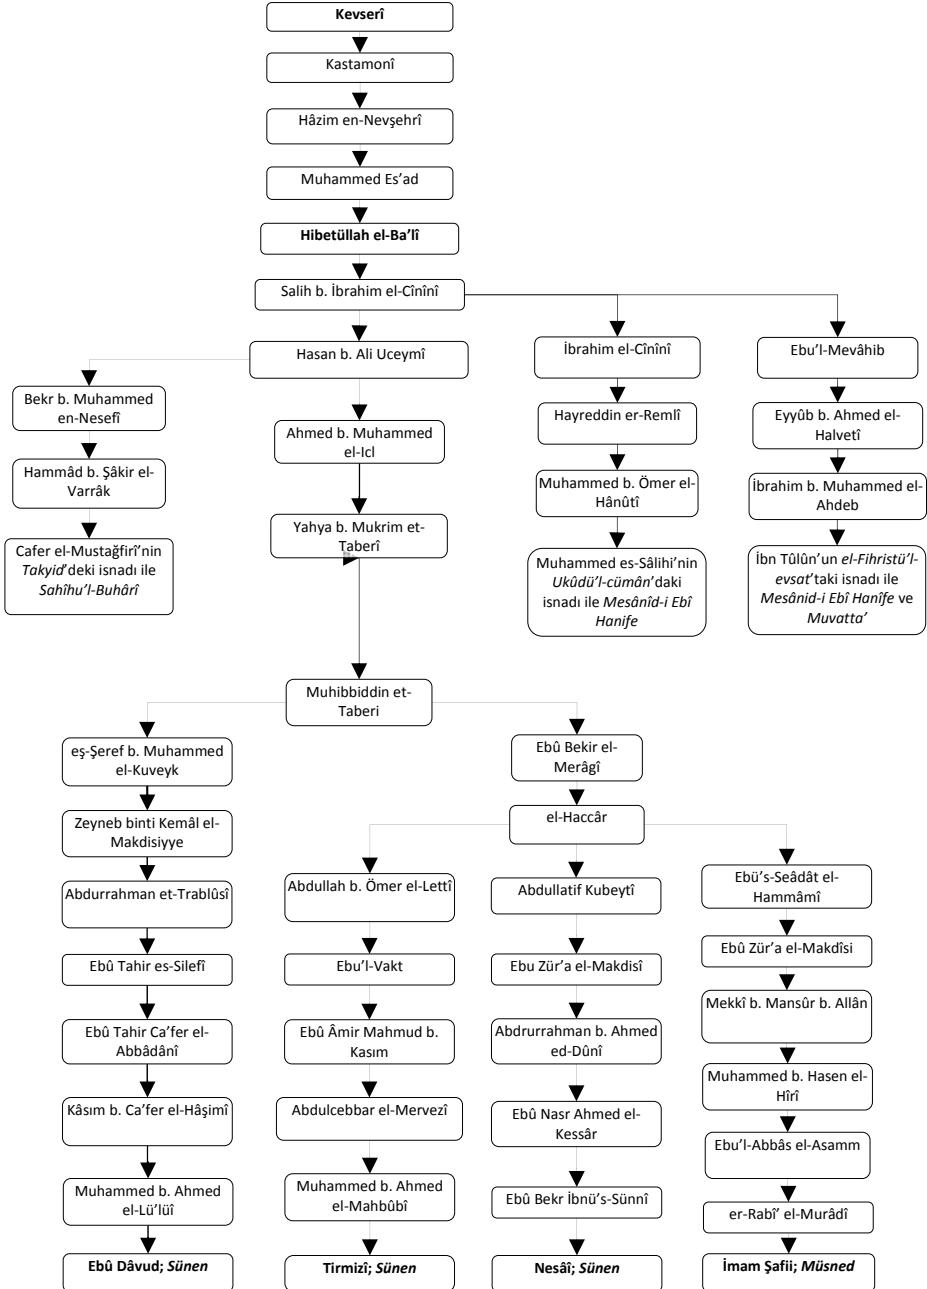 Kevserî
Kastamonî
Hâzim en-Nevşehrî
Muhammed Es’ad
Hibetüllah el-Ba’lî
Salih b. İbrahim el-Cînînî
Hasan b. Ali Uceymî
İbrahim el-Cînînî
Ebu’l-Mevâhib
Bekr b. Muhammed
en-Nesefî
Ahmed b. Muhammed
el-Icl
Hayreddin er-Remlî
Eyyûb b. Ahmed el-
Halvetî
Hammâd b. Şâkir el-
Varrâk
Yahya b. Mukrim et-
Taberî
Muhammed b. Ömer el-
Hânûtî
İbrahim b. Muhammed el-
Ahdeb
Cafer el-Mustağfirî’nin
Takyid’deki isnadı ile
Sahîhu’l-Buhârî
Muhammed es-Sâlihi’nin
Ukûdü’l-cümân’daki
isnadı ile Mesânîd-i Ebî
Hanife
İbn Tûlûn’un el-Fihristü’l-
evsat’taki isnadı ile
Mesânid-i Ebî Hanîfe ve
Muvatta’
Muhibbiddin et-
Taberi
eş-Şeref b. Muhammed
el-Kuveyk
Ebû Bekir el-
Merâgî
Zeyneb binti Kemâl el-
Makdisiyye
el-Haccâr
Abdurrahman et-Trablûsî
Abdullah b. Ömer el-Lettî
Abdullatif Kubeytî
Ebü’s-Seâdât el-
Hammâmî
Ebû Tahir es-Silefî
Ebu’l-Vakt
Ebu Zür’a el-Makdisî
Ebû Zür’a el-Makdîsi
Ebû Tahir Ca’fer el-
Abbâdânî
Ebû Âmir Mahmud b.
Kasım
Abdrurrahman b. Ahmed
ed-Dûnî
Mekkî b. Mansûr b. Allân
Kâsım b. Ca’fer el-Hâşimî
Abdulcebbar el-Mervezî
Ebû Nasr Ahmed el-
Kessâr
Muhammed b. Hasen el-
Hîrî
Ebu’l-Abbâs el-Asamm
Muhammed b. Ahmed
el-Lü’lüî
Muhammed b. Ahmed
el-Mahbûbî
Ebû Bekr İbnü’s-Sünnî
er-Rabî’ el-Murâdî
Ebû Dâvud; Sünen
Tirmizî; Sünen
Nesâî; Sünen
İmam Şafii; Müsned